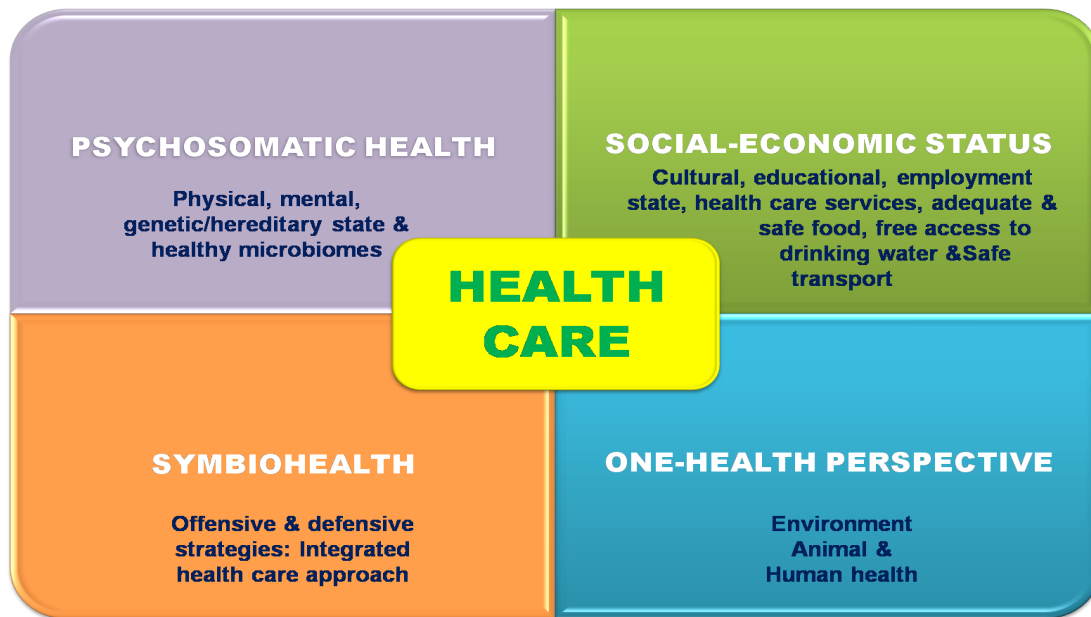 PSYCHOSOMATIC HEALTH
Physical, mental,
genetic/hereditary state &
healthy microbiomes
SOCIAL-ECONOMIC STATUS
Cultural, educational, employment
state, health care services, adequate &
safe food, free access to
drinking water &Safe
transport
HEALTH
CARE
SYMBIOHEALTH
Offensive & defensive
strategies: Integrated
health care approach
ONE-HEALTH PERSPECTIVE
Environment
Animal &
Human health